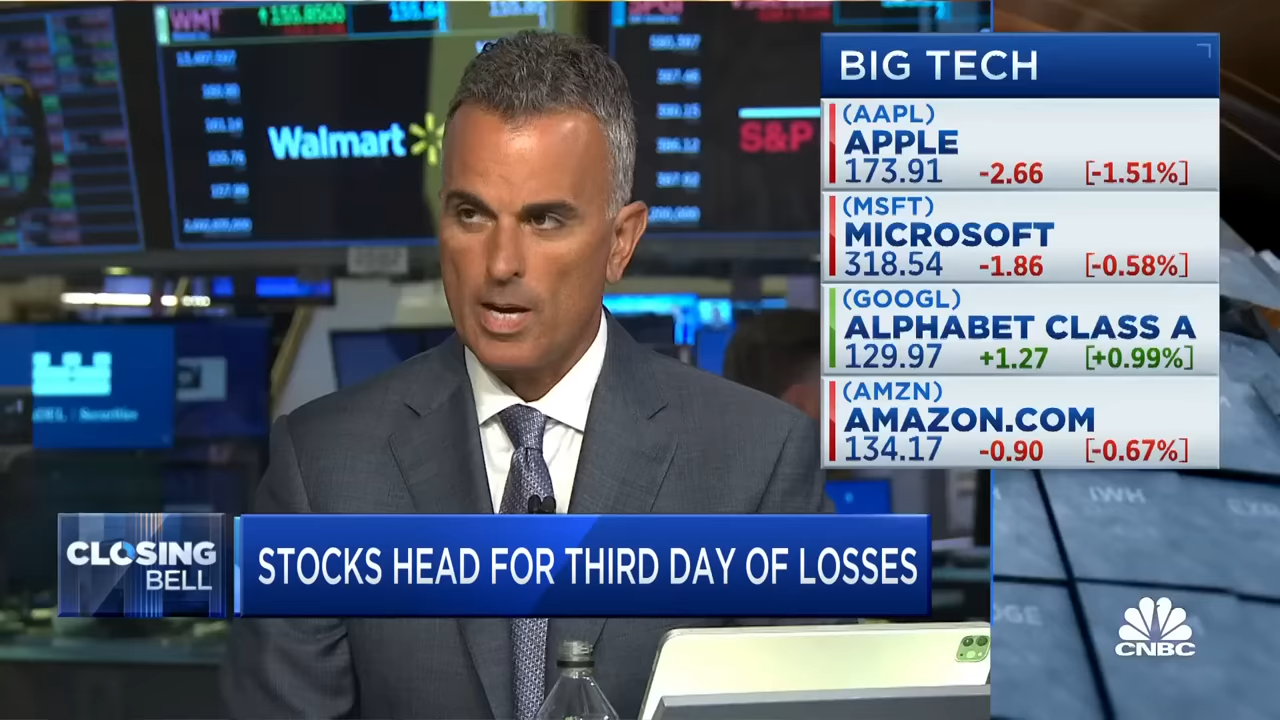 WMT
155.8500
Walmart
S&P
BIG TECH
(AAPL)
APPLE
173.91 -2.66 [-1.51%]
(MSFT)
MICROSOFT
318.54 -1.86 [-0.58%]
(GOOGL)
ALPHABET CLASS A
129.97 +1.27 [+0.99%]
(AMZN)
AMAZON.COM
134.17 -0.90 [-0.67%]
CLOSING
BELL
STOCKS HEAD FOR THIRD DAY OF LOSSES
CNBC